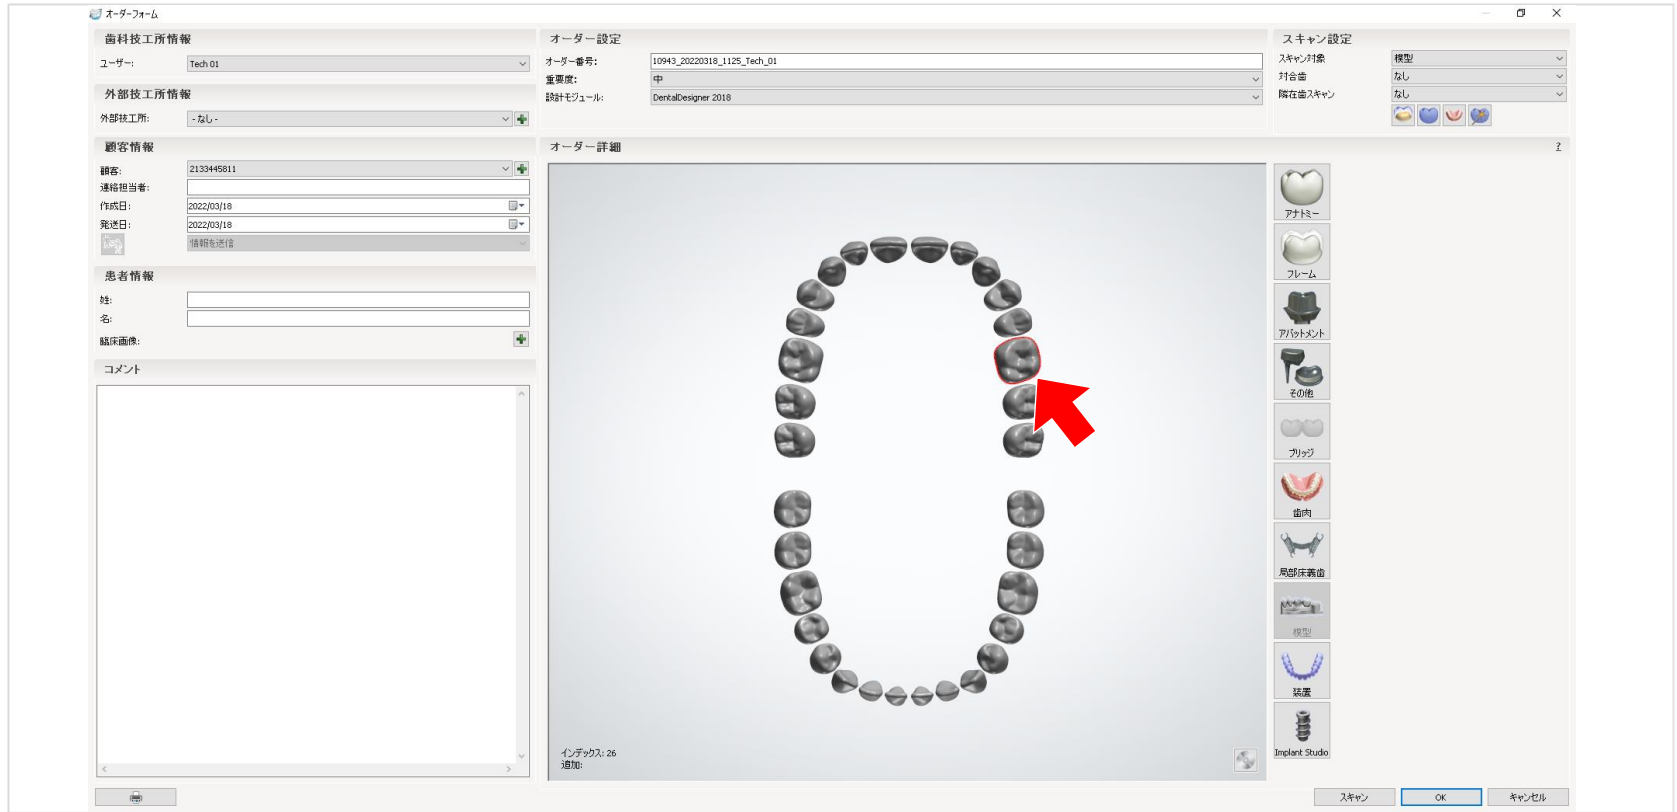 オーダーフォーム
歯科技工所情報
ユーザー: Tech 01
外部技工所情報
外部技工所: - なし -
顧客情報
顧客: 2133445811
連絡担当者:
作成日: 2022/03/18
発送日: 2022/03/18
情報を送信
患者情報
姓:
名:
臨床画像:
コメント
オーダー設定
オーダー番号: 10943_20220318_1125_Tech_01
重要度: 中
設計モジュール: DentalDesigner 2018
スキャン設定
スキャン対象 模型
対合歯 なし
隣在歯スキャン なし
オーダー詳細 ?
アナトミー
フレーム
アバットメント
その他
ブリッジ
歯肉
局部床義歯
模型
装置
Implant Studio
インデックス: 26
追加:
スキャン OK キャンセル